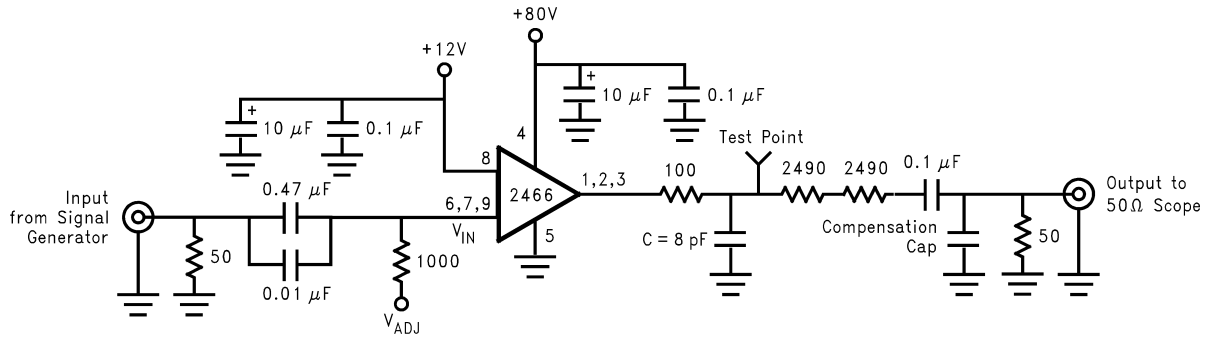 +80V
+12V
+
10 μF
0.1 μF
+
10 μF
0.1 μF
4
Test Point
8
2466
1,2,3
100
2490
2490
0.1 μF
Input
from Signal
Generator
0.47 μF
6,7,9
V_IN
5
C = 8 pF
Compensation
Cap
Output to
50Ω Scope
50
0.01 μF
1000
50
V_ADJ